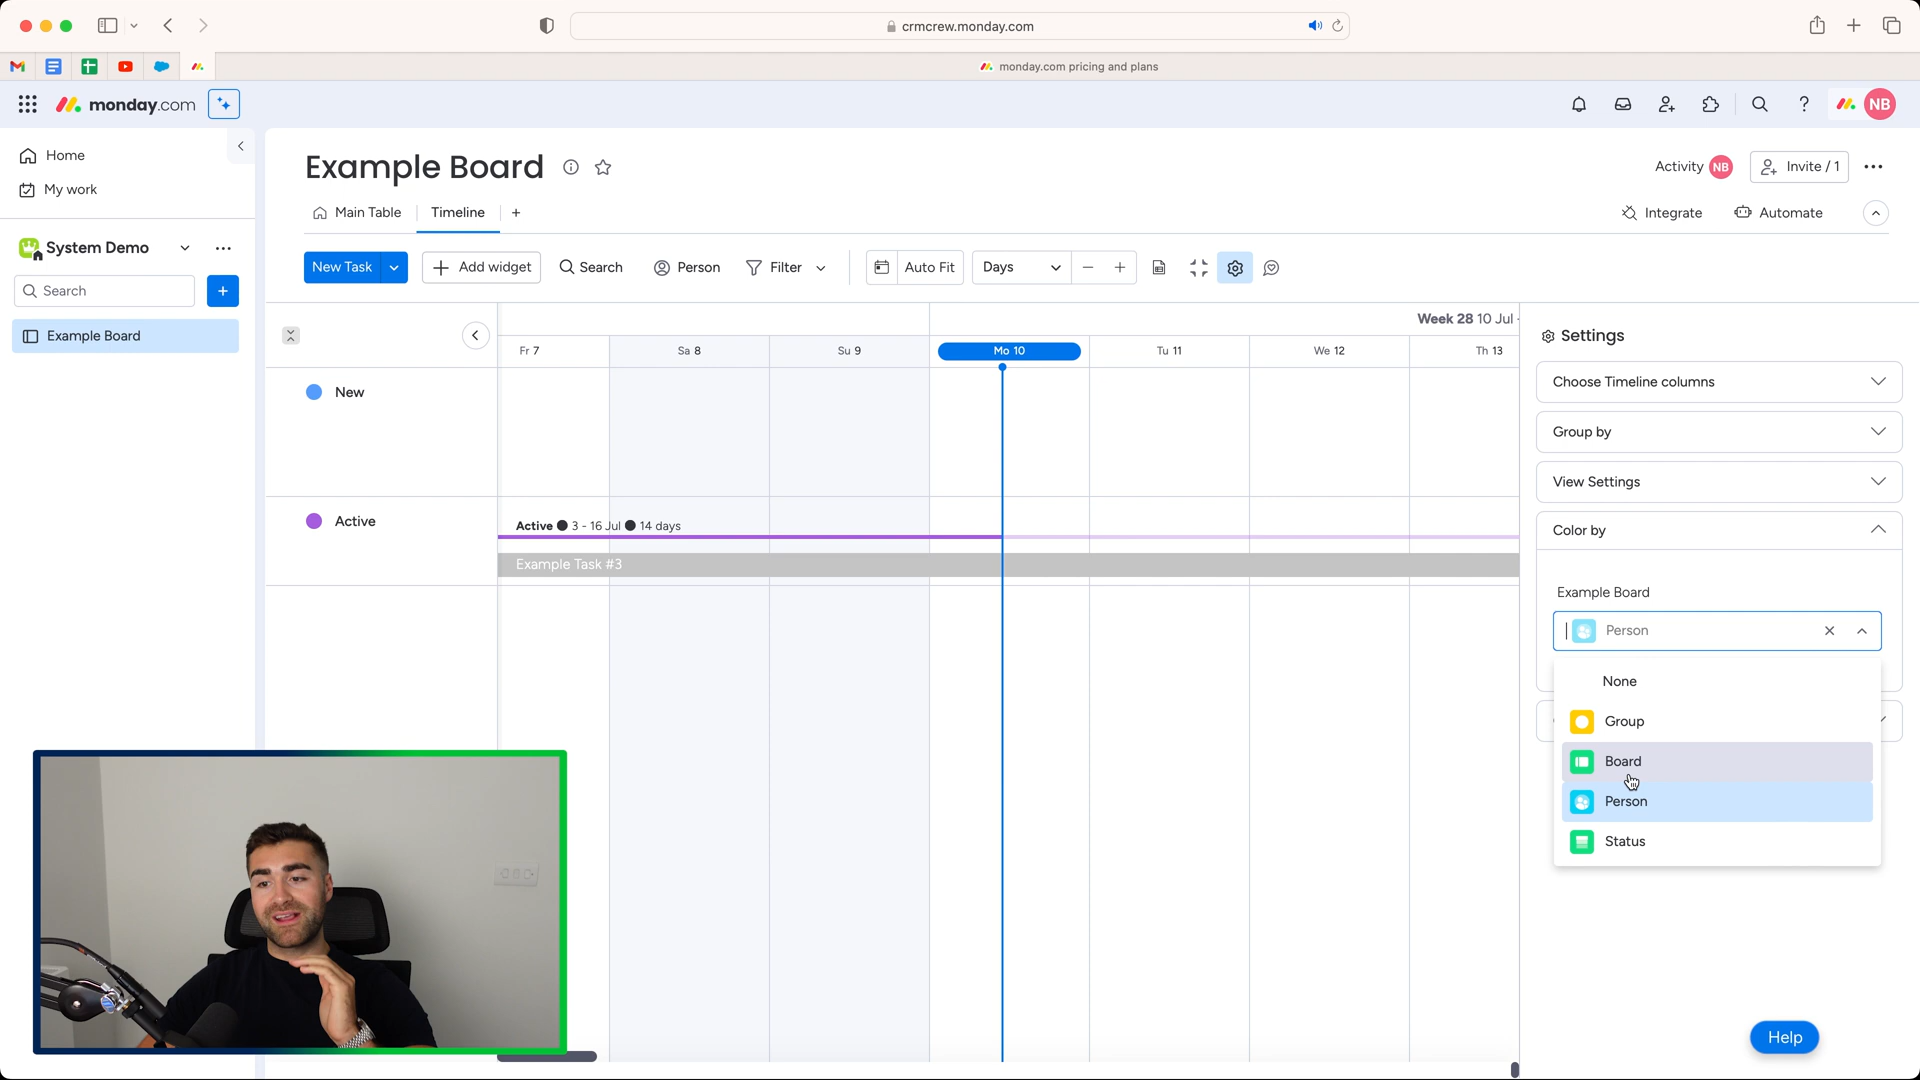 crmcrew.monday.com
monday.com pricing and plans
monday.com
NB
Home
My work
System Demo
Search
Example Board
Example Board
Activity NB
Invite / 1
Main Table
Timeline
Integrate
Automate
New Task
Add widget
Search
Person
Filter
Auto Fit
Days
Week 28 10 Jul -
Fr 7
Sa 8
Su 9
Mo 10
Tu 11
We 12
Th 13
New
Active
Active ● 3 - 16 Jul ● 14 days
Example Task #3
Settings
Choose Timeline columns
Group by
View Settings
Color by
Example Board
Person
None
Group
Board
Person
Status
Help